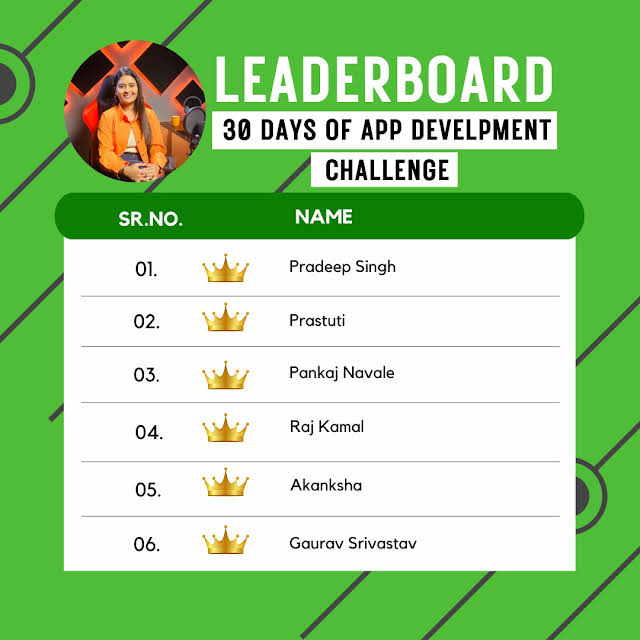 LEADERBOARD
30 DAYS OF APP DEVELPMENT
CHALLENGE
SR.NO. NAME
01. Pradeep Singh
02. Prastuti
03. Pankaj Navale
04. Raj Kamal
05. Akanksha
06. Gaurav Srivastav